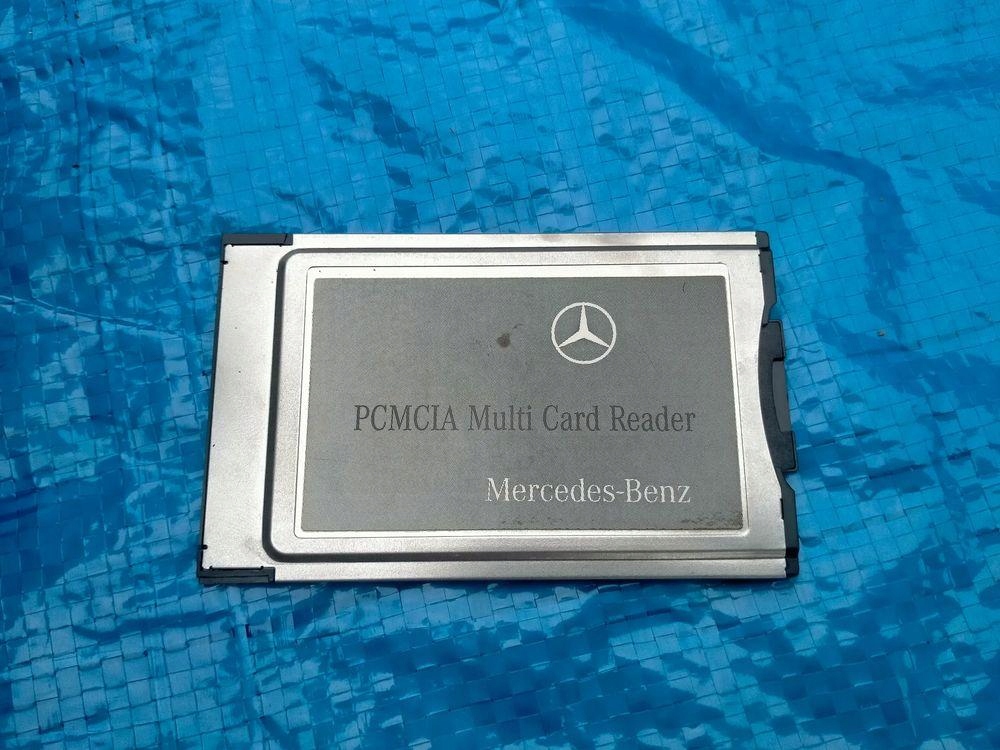 PCMCIA Multi Card Reader
Mercedes-Benz